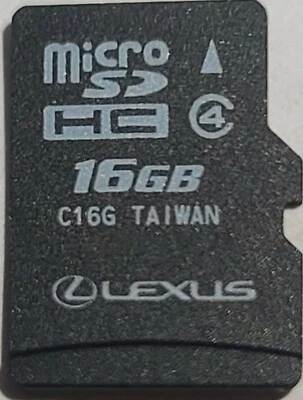 micro
SD
HC 4
16GB
C16G TAIWAN
LEXUS